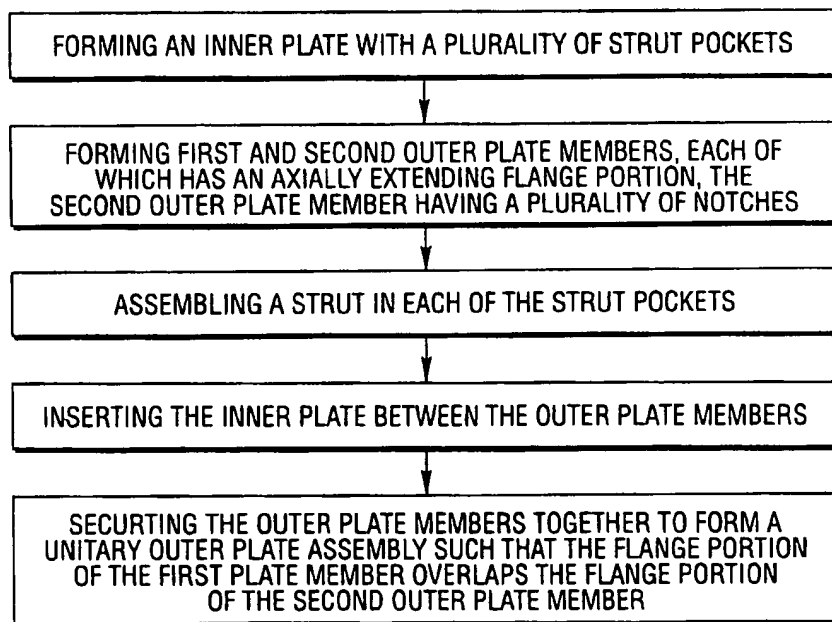 FORMING AN INNER PLATE WITH A PLURALITY OF STRUT POCKETS
FORMING FIRST AND SECOND OUTER PLATE MEMBERS, EACH OF
WHICH HAS AN AXIALLY EXTENDING FLANGE PORTION, THE
SECOND OUTER PLATE MEMBER HAVING A PLURALITY OF NOTCHES
ASSEMBLING A STRUT IN EACH OF THE STRUT POCKETS
INSERTING THE INNER PLATE BETWEEN THE OUTER PLATE MEMBERS
SECURTING THE OUTER PLATE MEMBERS TOGETHER TO FORM A
UNITARY OUTER PLATE ASSEMBLY SUCH THAT THE FLANGE PORTION
OF THE FIRST PLATE MEMBER OVERLAPS THE FLANGE PORTION
OF THE SECOND OUTER PLATE MEMBER